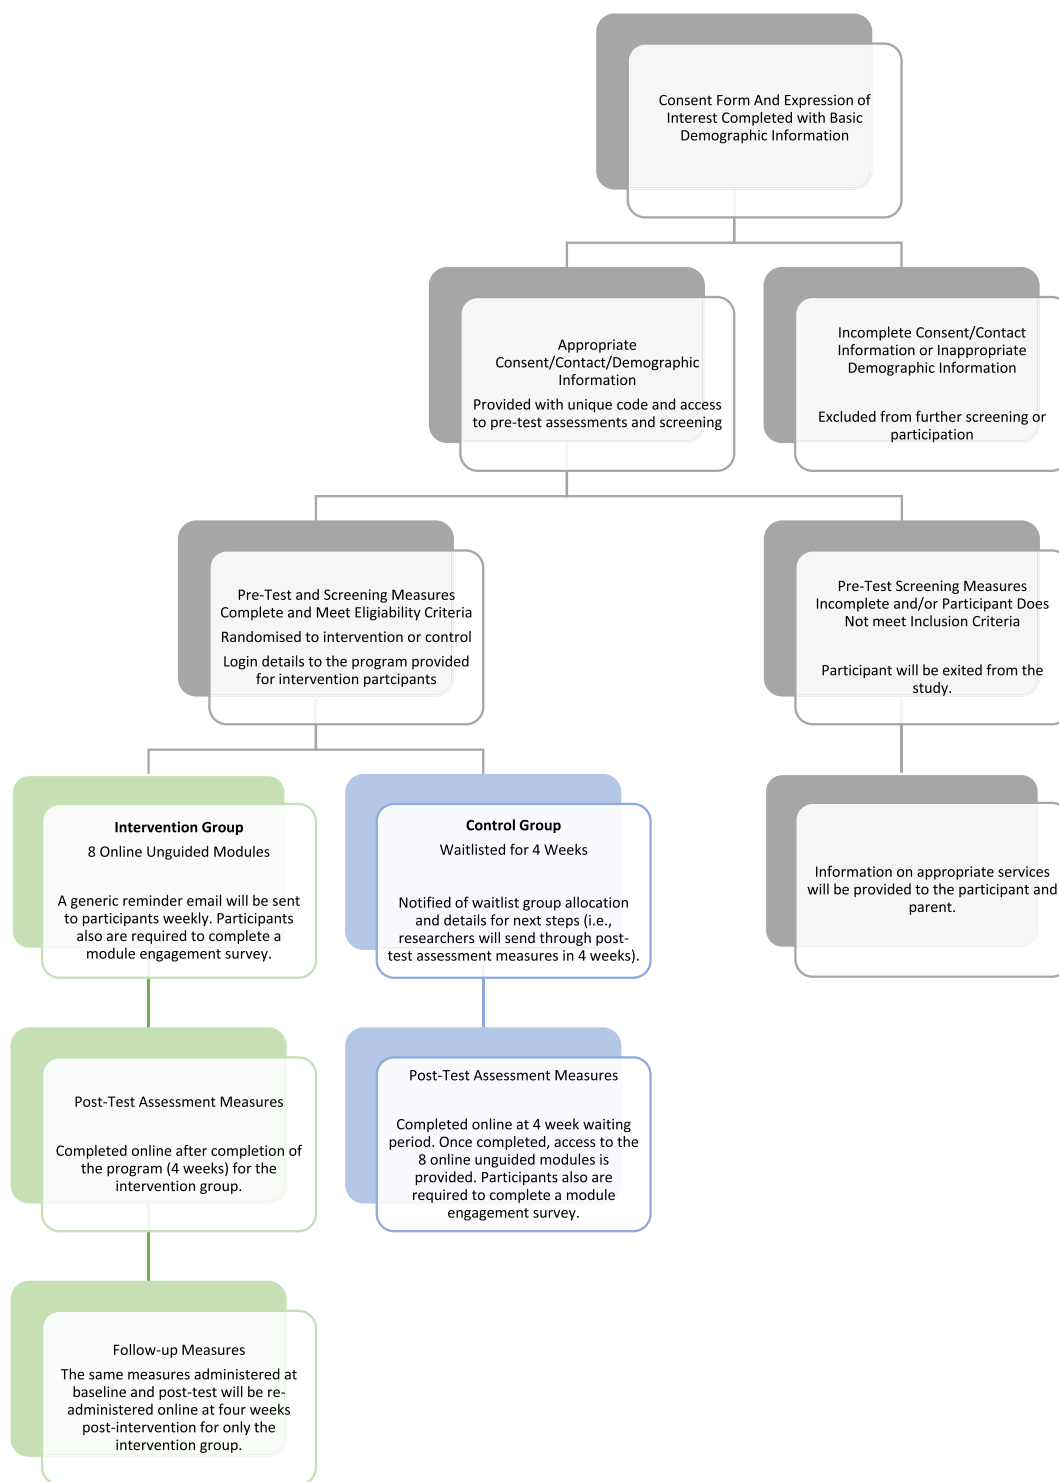 Consent Form And Expression of
Interest Completed with Basic
Demographic Information
Appropriate
Consent/Contact/Demographic
Information
Provided with unique code and access
to pre-test assessments and screening
Incomplete Consent/Contact
Information or Inappropriate
Demographic Information
Excluded from further screening or
participation
Pre-Test and Screening Measures
Complete and Meet Eligiability Criteria
Randomised to intervention or control
Login details to the program provided
for intervention partcipants
Pre-Test Screening Measures
Incomplete and/or Participant Does
Not meet Inclusion Criteria
Participant will be exited from the
study.
Intervention Group
8 Online Unguided Modules
A generic reminder email will be sent
to participants weekly. Participants
also are required to complete a
module engagement survey.
Control Group
Waitlisted for 4 Weeks
Notified of waitlist group allocation
and details for next steps (i.e.,
researchers will send through post-
test assessment measures in 4 weeks).
Information on appropriate services
will be provided to the participant and
parent.
Post-Test Assessment Measures
Completed online after completion of
the program (4 weeks) for the
intervention group.
Post-Test Assessment Measures
Completed online at 4 week waiting
period. Once completed, access to the
8 online unguided modules is
provided. Participants also are
required to complete a module
engagement survey.
Follow-up Measures
The same measures administered at
baseline and post-test will be re-
administered online at four weeks
post-intervention for only the
intervention group.